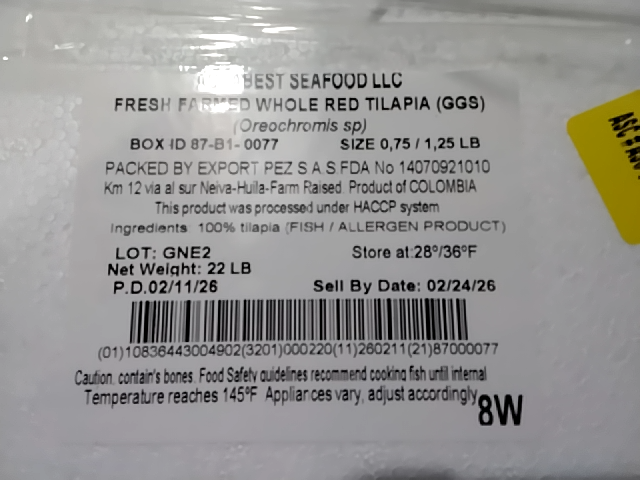 BEST SEAFOOD LLC
FRESH FARMED WHOLE RED TILAPIA (GGS)
(Oreochromis sp)
BOX ID 87-B1-0077 SIZE 0,75 / 1,25 LB
PACKED BY EXPORT PEZ S A S.FDA No 14070921010
Km 12 via al sur Neiva-Huila-Farm Raised. Product of COLOMBIA
This product was processed under HACCP system
Ingredients: 100% tilapia (FISH / ALLERGEN PRODUCT)
LOT: GNE2 Store at:28º/36ºF
Net Weight: 22 LB
P.D.02/11/26 Sell By Date: 02/24/26
(01)10836443004902(3201)000220(11)260211(21)87000077
Caution, contain's bones. Food Safety guidelines recommend cooking fish until internal
Temperature reaches 145ºF Appliances vary, adjust accordingly
8W